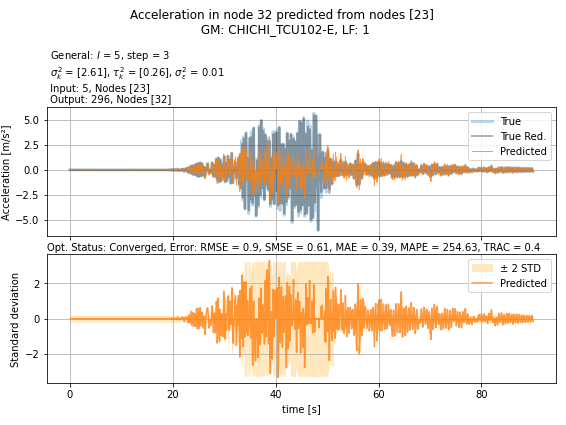 Acceleration in node 32 predicted from nodes [23]
GM: CHICHI_TCU102-E, LF: 1
General: l = 5, step = 3
σ²ₖ = [2.61], τ²ₖ = [0.26], σ²ε = 0.01
Input: 5, Nodes [23]
Output: 296, Nodes [32]
Acceleration [m/s²]
5.0
2.5
0.0
−2.5
−5.0
True
True Red.
Predicted
Opt. Status: Converged, Error: RMSE = 0.9, SMSE = 0.61, MAE = 0.39, MAPE = 254.63, TRAC = 0.4
Standard deviation
2
0
−2
± 2 STD
Predicted
0 20 40 60 80
time [s]